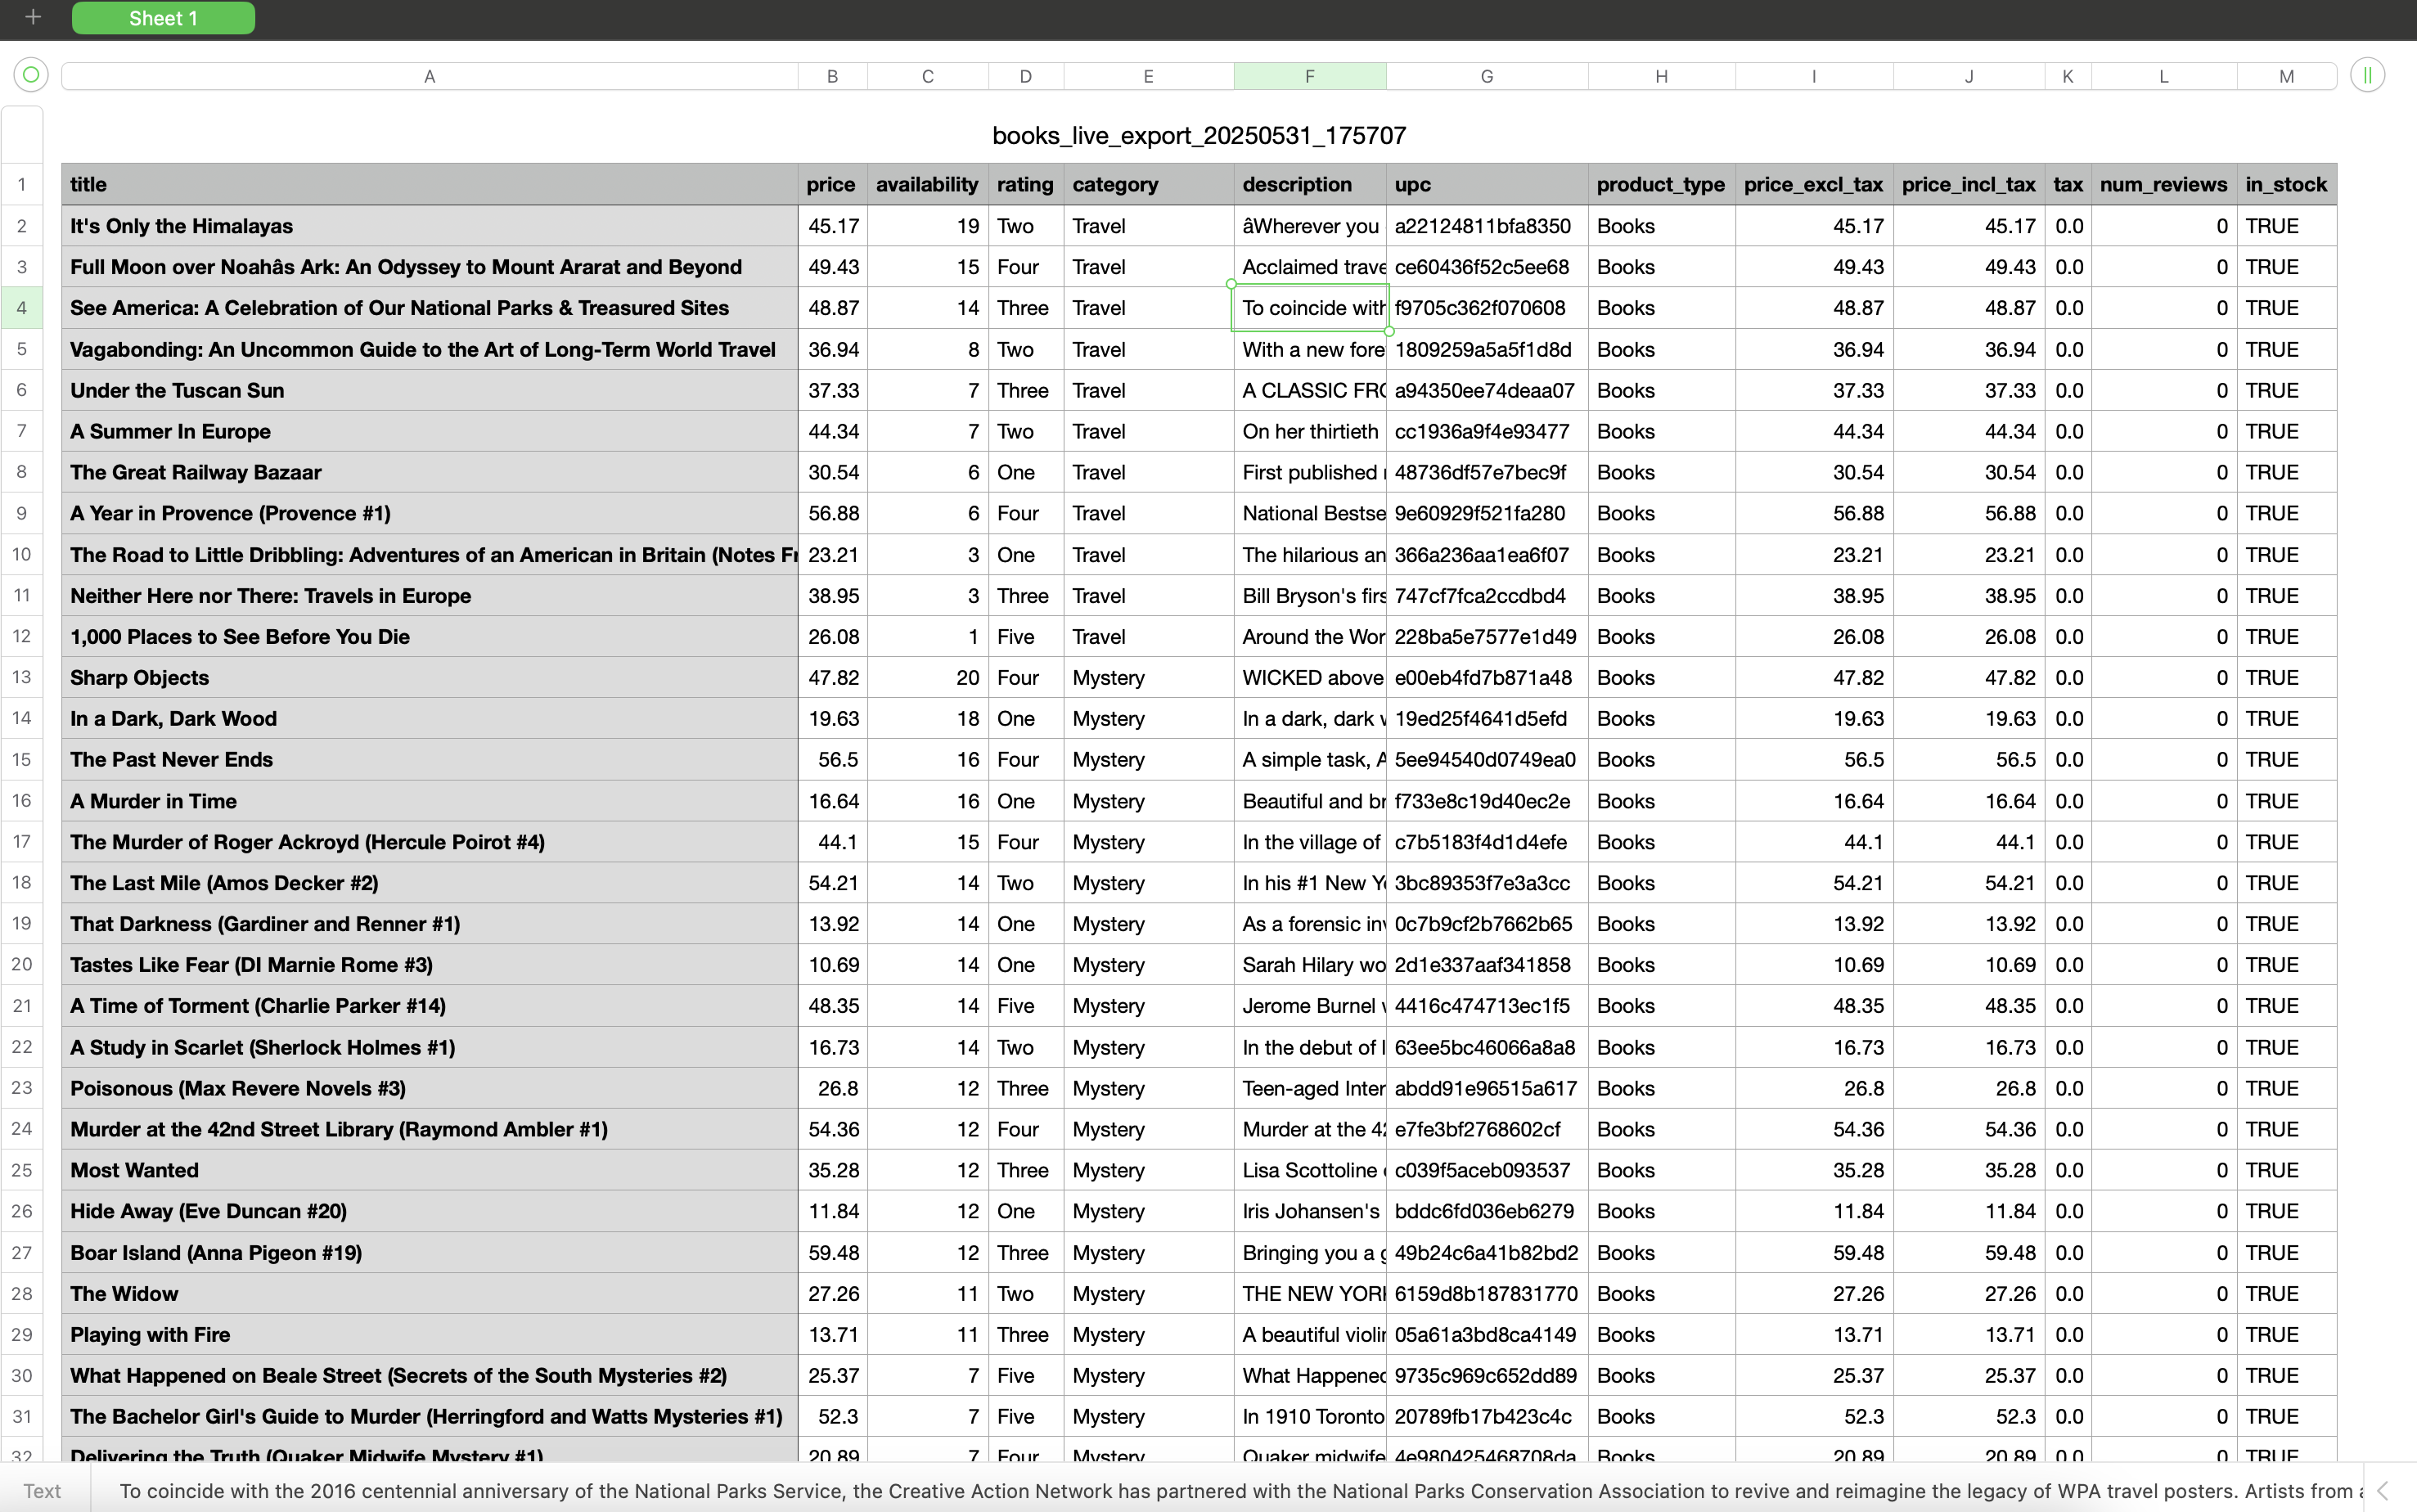 + Sheet 1
A B C D E F G H I J K L M
books_live_export_20250531_175707
1 title price availability rating category description upc product_type price_excl_tax price_incl_tax tax num_reviews in_stock
2 It's Only the Himalayas 45.17 19 Two Travel âWherever you a22124811bfa8350 Books 45.17 45.17 0.0 0 TRUE
3 Full Moon over Noahâs Ark: An Odyssey to Mount Ararat and Beyond 49.43 15 Four Travel Acclaimed trave ce60436f52c5ee68 Books 49.43 49.43 0.0 0 TRUE
4 See America: A Celebration of Our National Parks & Treasured Sites 48.87 14 Three Travel To coincide with f9705c362f070608 Books 48.87 48.87 0.0 0 TRUE
5 Vagabonding: An Uncommon Guide to the Art of Long-Term World Travel 36.94 8 Two Travel With a new fore 1809259a5a5f1d8d Books 36.94 36.94 0.0 0 TRUE
6 Under the Tuscan Sun 37.33 7 Three Travel A CLASSIC FRO a94350ee74deaa07 Books 37.33 37.33 0.0 0 TRUE
7 A Summer In Europe 44.34 7 Two Travel On her thirtieth cc1936a9f4e93477 Books 44.34 44.34 0.0 0 TRUE
8 The Great Railway Bazaar 30.54 6 One Travel First published 48736df57e7bec9f Books 30.54 30.54 0.0 0 TRUE
9 A Year in Provence (Provence #1) 56.88 6 Four Travel National Bestse 9e60929f521fa280 Books 56.88 56.88 0.0 0 TRUE
10 The Road to Little Dribbling: Adventures of an American in Britain (Notes Fr 23.21 3 One Travel The hilarious an 366a236aa1ea6f07 Books 23.21 23.21 0.0 0 TRUE
11 Neither Here nor There: Travels in Europe 38.95 3 Three Travel Bill Bryson's firs 747cf7fca2ccdbd4 Books 38.95 38.95 0.0 0 TRUE
12 1,000 Places to See Before You Die 26.08 1 Five Travel Around the Wor 228ba5e7577e1d49 Books 26.08 26.08 0.0 0 TRUE
13 Sharp Objects 47.82 20 Four Mystery WICKED above e00eb4fd7b871a48 Books 47.82 47.82 0.0 0 TRUE
14 In a Dark, Dark Wood 19.63 18 One Mystery In a dark, dark 19ed25f4641d5efd Books 19.63 19.63 0.0 0 TRUE
15 The Past Never Ends 56.5 16 Four Mystery A simple task, A 5ee94540d0749ea0 Books 56.5 56.5 0.0 0 TRUE
16 A Murder in Time 16.64 16 One Mystery Beautiful and br f733e8c19d40ec2e Books 16.64 16.64 0.0 0 TRUE
17 The Murder of Roger Ackroyd (Hercule Poirot #4) 44.1 15 Four Mystery In the village of c7b5183f4d1d4efe Books 44.1 44.1 0.0 0 TRUE
18 The Last Mile (Amos Decker #2) 54.21 14 Two Mystery In his #1 New Yo 3bc89353f7e3a3cc Books 54.21 54.21 0.0 0 TRUE
19 That Darkness (Gardiner and Renner #1) 13.92 14 One Mystery As a forensic inv 0c7b9cf2b7662b65 Books 13.92 13.92 0.0 0 TRUE
20 Tastes Like Fear (DI Marnie Rome #3) 10.69 14 One Mystery Sarah Hilary wo 2d1e337aaf341858 Books 10.69 10.69 0.0 0 TRUE
21 A Time of Torment (Charlie Parker #14) 48.35 14 Five Mystery Jerome Burnel 4416c474713ec1f5 Books 48.35 48.35 0.0 0 TRUE
22 A Study in Scarlet (Sherlock Holmes #1) 16.73 14 Two Mystery In the debut of 63ee5bc46066a8a8 Books 16.73 16.73 0.0 0 TRUE
23 Poisonous (Max Revere Novels #3) 26.8 12 Three Mystery Teen-aged Inter abdd91e96515a617 Books 26.8 26.8 0.0 0 TRUE
24 Murder at the 42nd Street Library (Raymond Ambler #1) 54.36 12 Four Mystery Murder at the 42 e7fe3bf2768602cf Books 54.36 54.36 0.0 0 TRUE
25 Most Wanted 35.28 12 Three Mystery Lisa Scottoline c039f5aceb093537 Books 35.28 35.28 0.0 0 TRUE
26 Hide Away (Eve Duncan #20) 11.84 12 One Mystery Iris Johansen's bddc6fd036eb6279 Books 11.84 11.84 0.0 0 TRUE
27 Boar Island (Anna Pigeon #19) 59.48 12 Three Mystery Bringing you a g 49b24c6a41b82bd2 Books 59.48 59.48 0.0 0 TRUE
28 The Widow 27.26 11 Two Mystery THE NEW YORK 6159d8b187831770 Books 27.26 27.26 0.0 0 TRUE
29 Playing with Fire 13.71 11 Three Mystery A beautiful violin 05a61a3bd8ca4149 Books 13.71 13.71 0.0 0 TRUE
30 What Happened on Beale Street (Secrets of the South Mysteries #2) 25.37 7 Five Mystery What Happened 9735c969c652dd89 Books 25.37 25.37 0.0 0 TRUE
31 The Bachelor Girl's Guide to Murder (Herringford and Watts Mysteries #1) 52.3 7 Five Mystery In 1910 Toronto 20789fb17b423c4c Books 52.3 52.3 0.0 0 TRUE
32 Delivering the Truth (Quaker Midwife Mystery #1) 20.89 7 Four Mystery Quaker midwife 4e980425468708da Books 20.89 20.89 0.0 0 TRUE
Text To coincide with the 2016 centennial anniversary of the National Parks Service, the Creative Action Network has partnered with the National Parks Conservation Association to revive and reimagine the legacy of WPA travel posters. Artists from